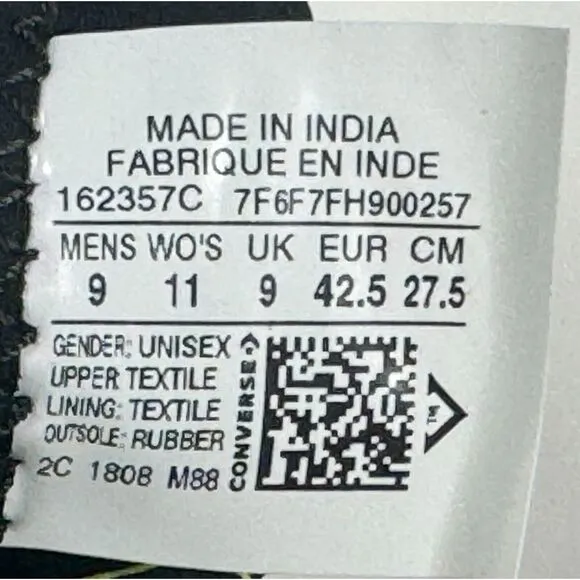 MADE IN INDIA
FABRIQUE EN INDE
162357C 7F6F7FH900257
MENS WO'S UK EUR CM
9 11 9 42.5 27.5
GENDER: UNISEX
UPPER TEXTILE
LINING: TEXTILE
OUTSOLE: RUBBER
2C 1808 M88
CONVERSE
TM